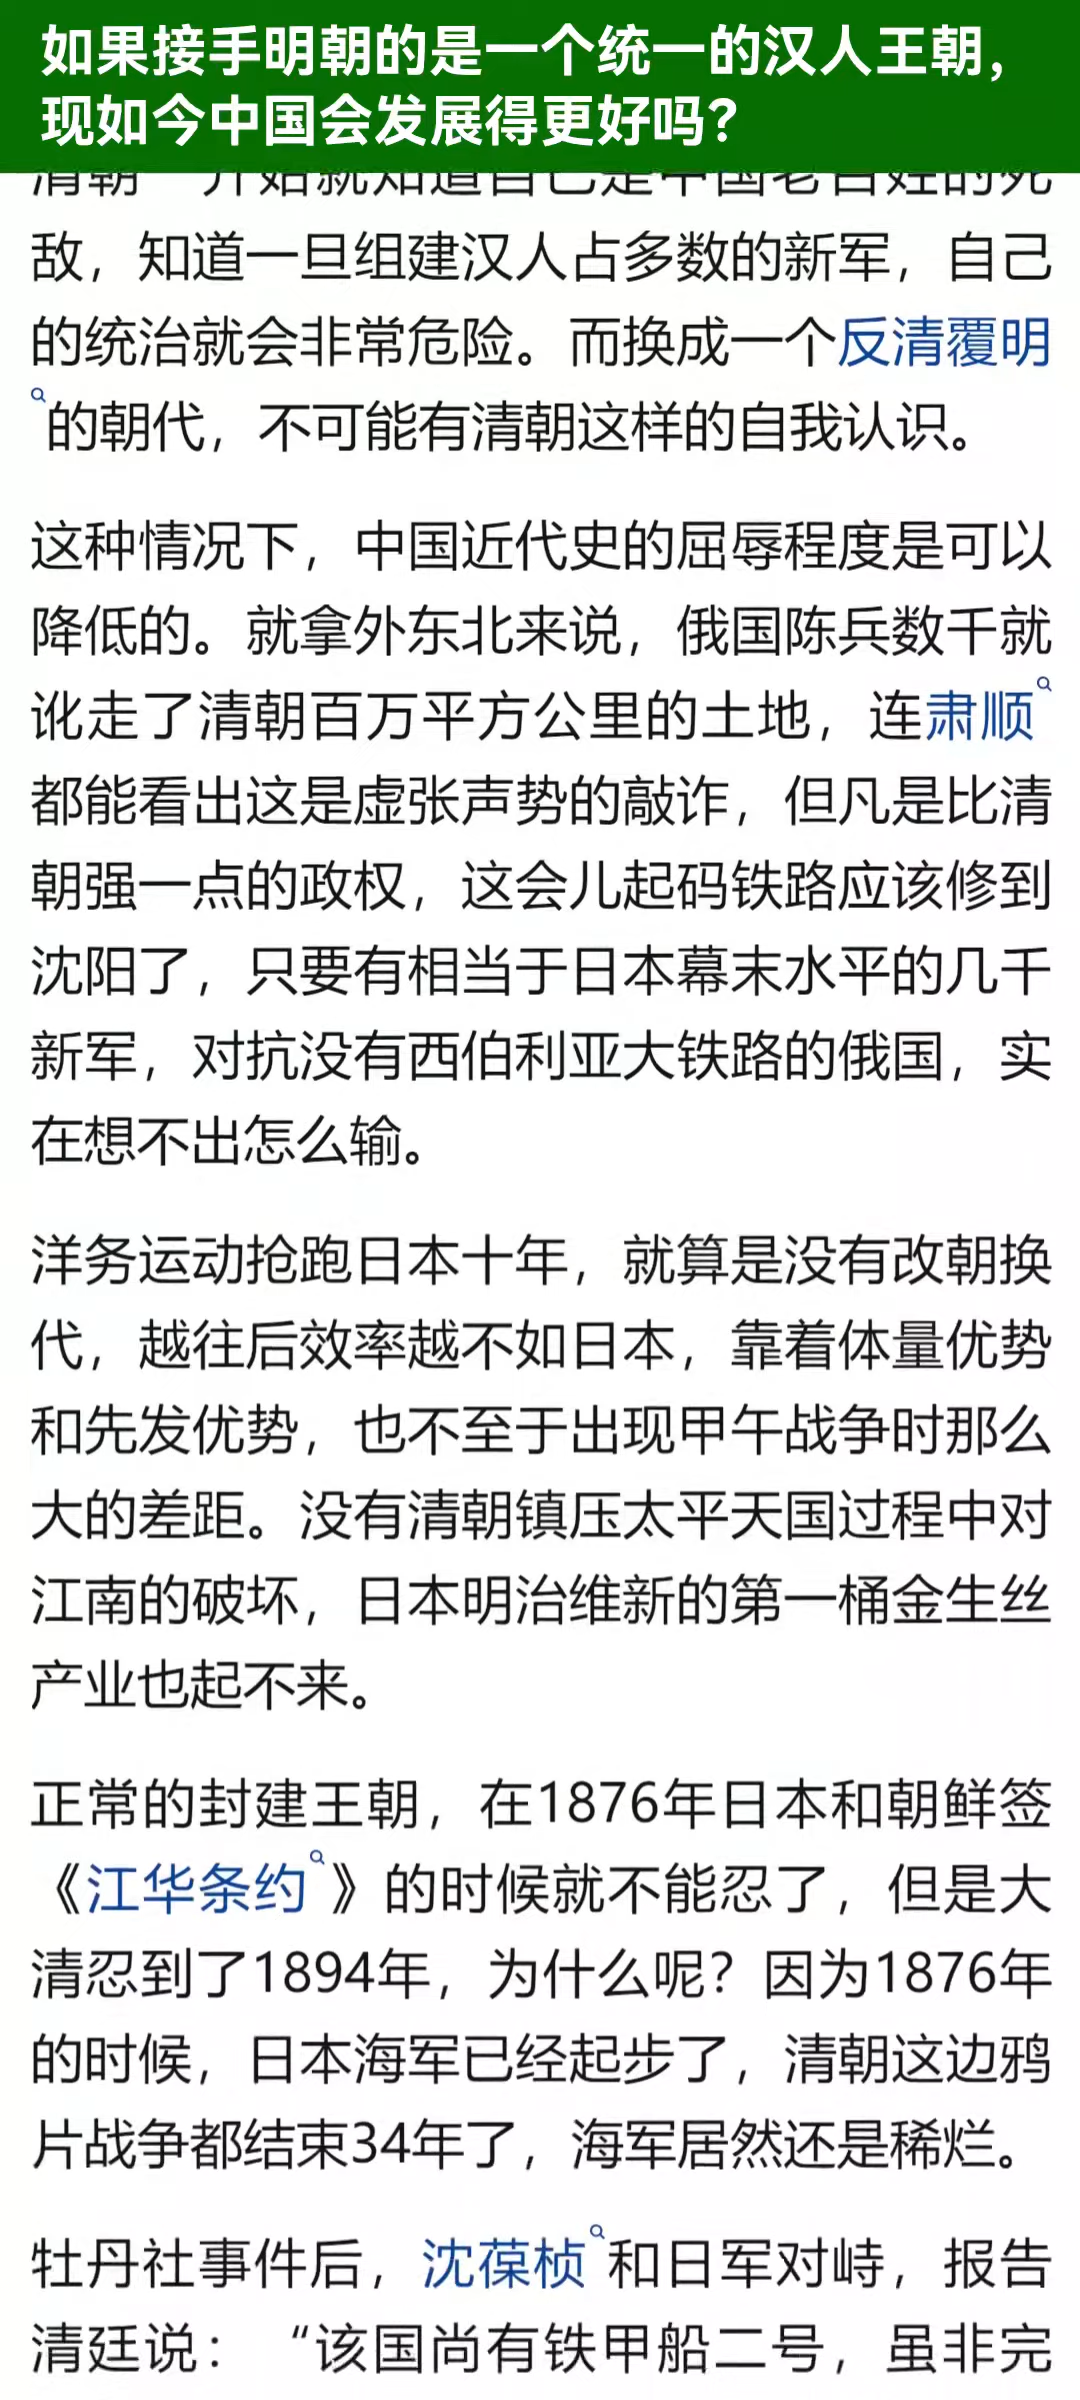 如果接手明朝的是一个统一的汉人王朝，
现如今中国会发展得更好吗？
清朝一开始就知道自己是中国老百姓的死
敌，知道一旦组建汉人占多数的新军，自己
的统治就会非常危险。而换成一个反清覆明
的朝代，不可能有清朝这样的自我认识。
这种情况下，中国近代史的屈辱程度是可以
降低的。就拿外东北来说，俄国陈兵数千就
讹走了清朝百万平方公里的土地，连肃顺
都能看出这是虚张声势的敲诈，但凡是比清
朝强一点的政权，这会儿起码铁路应该修到
沈阳了，只要有相当于日本幕末水平的几千
新军，对抗没有西伯利亚大铁路的俄国，实
在想不出怎么输。
洋务运动抢跑日本十年，就算是没有改朝换
代，越往后效率越不如日本，靠着体量优势
和先发优势，也不至于出现甲午战争时那么
大的差距。没有清朝镇压太平天国过程中对
江南的破坏，日本明治维新的第一桶金生丝
产业也起不来。
正常的封建王朝，在1876年日本和朝鲜签
《江华条约》的时候就不能忍了，但是大
清忍到了1894年，为什么呢？因为1876年
的时候，日本海军已经起步了，清朝这边鸦
片战争都结束34年了，海军居然还是稀烂。
牡丹社事件后，沈葆桢和日军对峙，报告
清廷说：“该国尚有铁甲船二号，虽非完